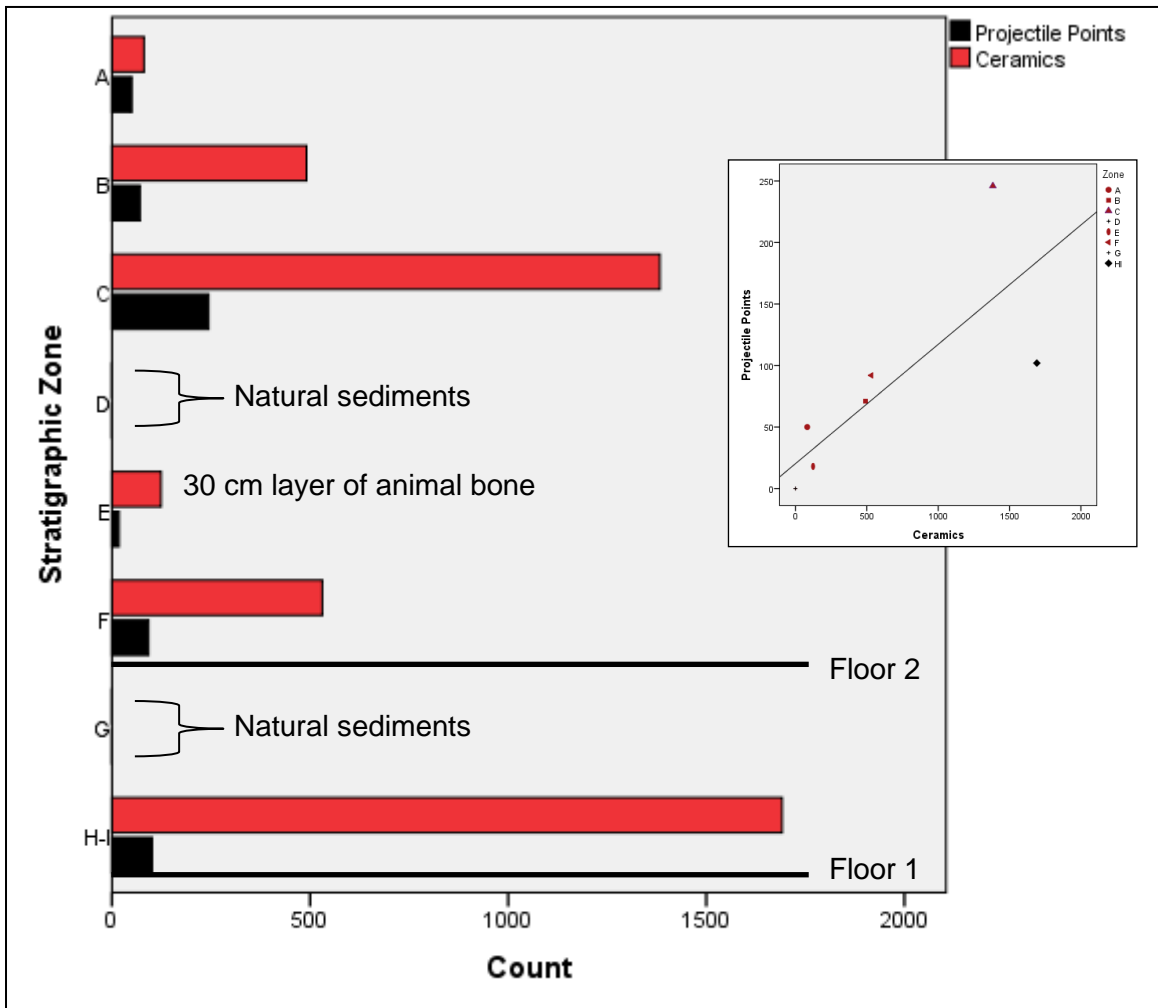 Projectile Points
Ceramics
Stratigraphic Zone
A
B
C
D
Natural sediments
E
30 cm layer of animal bone
F
Floor 2
G
Natural sediments
H-I
Floor 1
0 500 1000 1500 2000
Count
Zone
A
B
C
D
E
F
G
HI
Projectile Points
250
200
150
100
50
0
0 500 1000 1500 2000
Ceramics